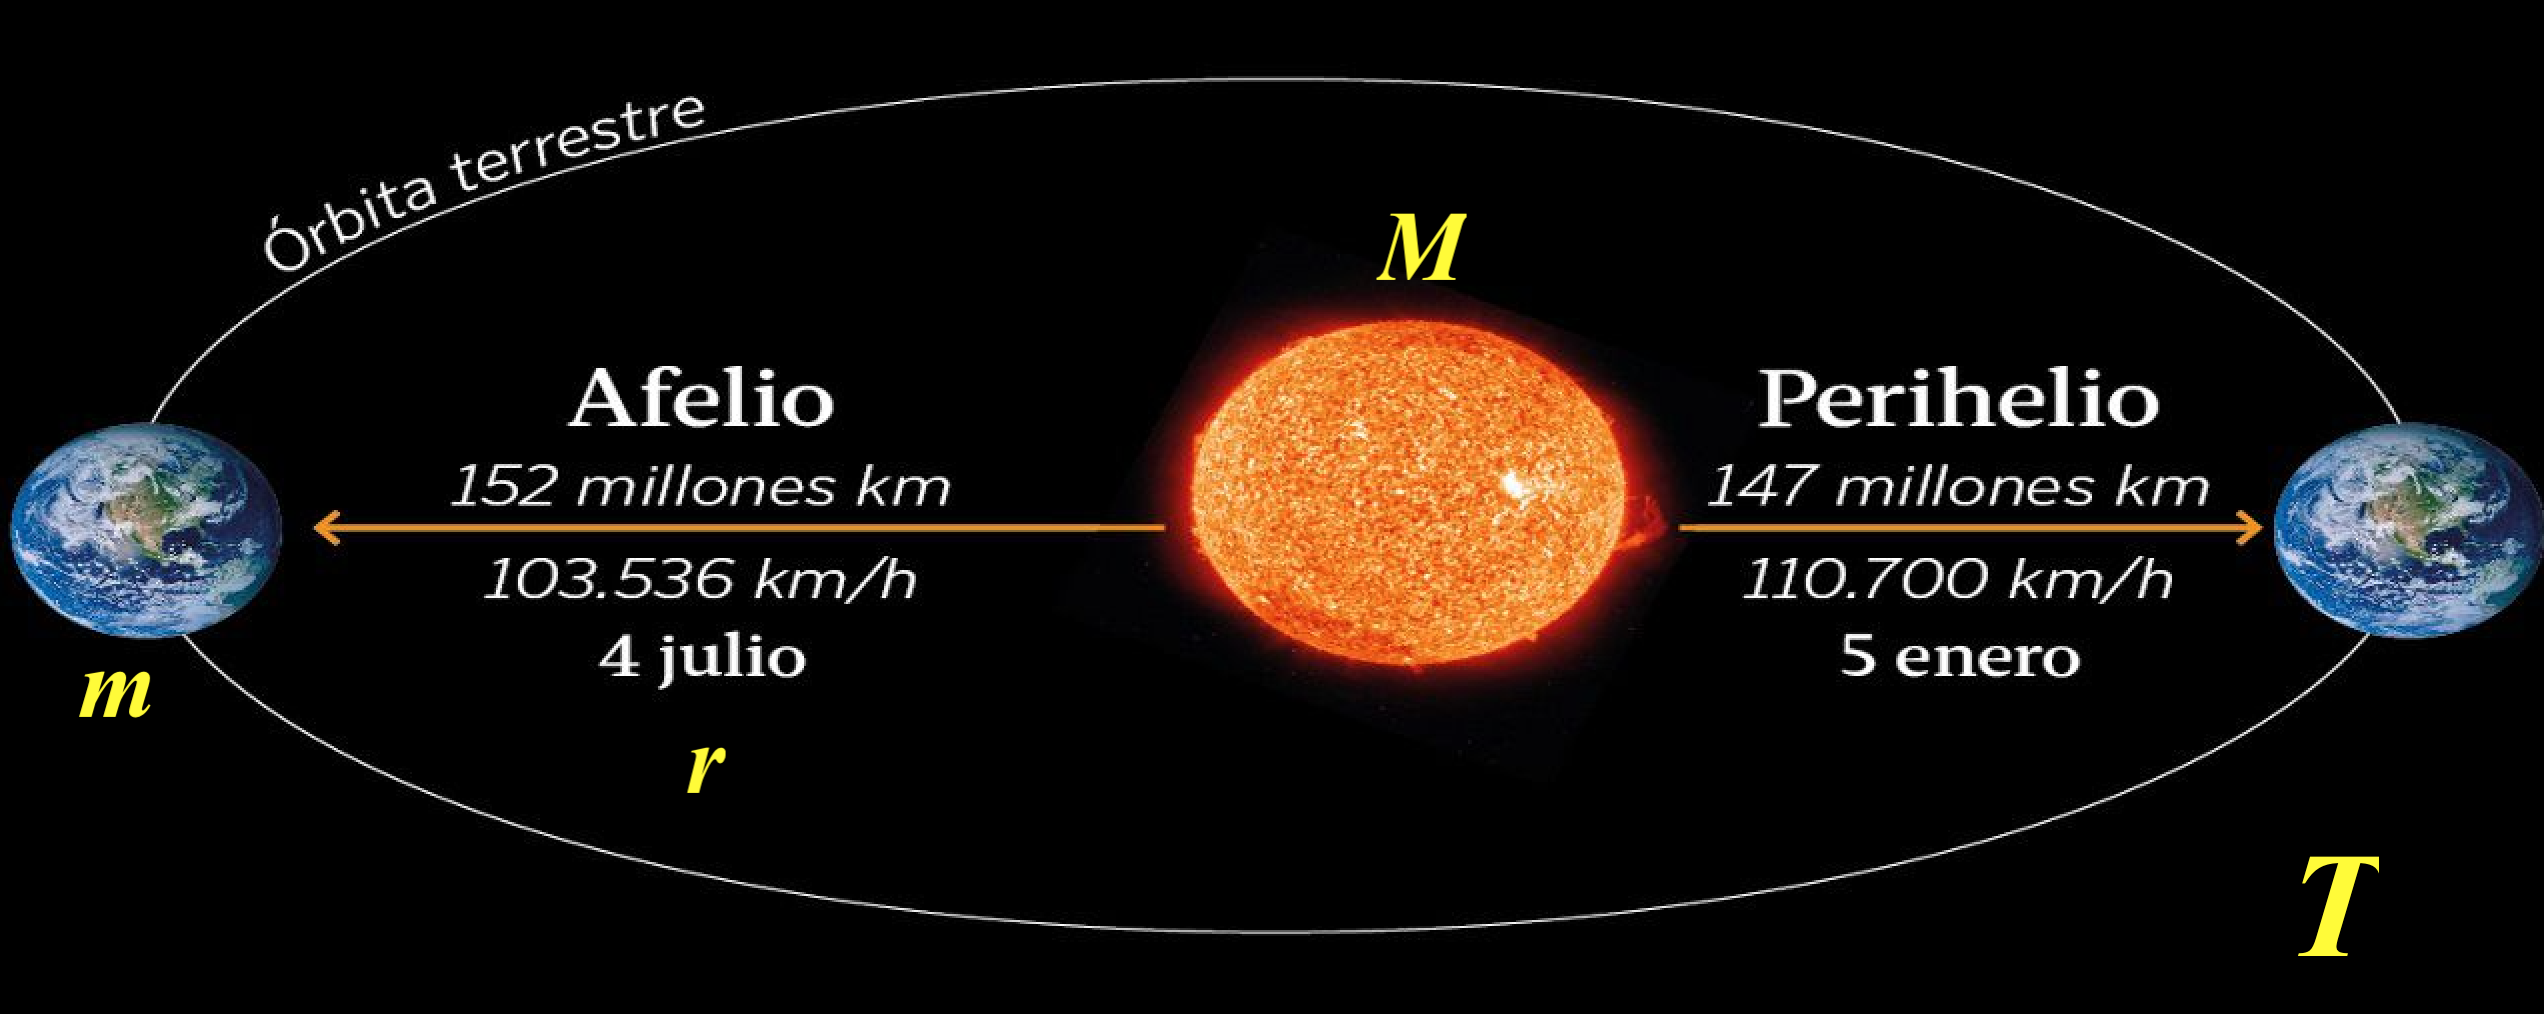 Órbita terrestre
M
Afelio
152 millones km
103.536 km/h
4 julio
Perihelio
147 millones km
110.700 km/h
5 enero
m
r
T